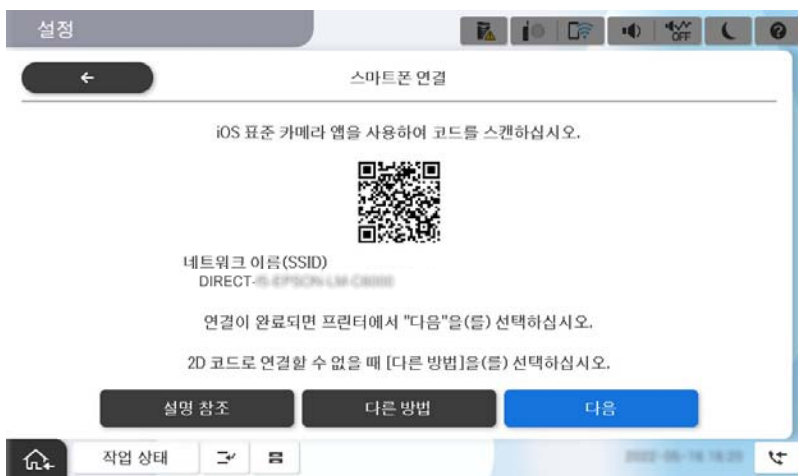 설정
OFF
스마트폰 연결
iOS 표준 카메라 앱을 사용하여 코드를 스캔하십시오.
네트워크 이름(SSID)
DIRECT-
연결이 완료되면 프린터에서 "다음"을(를) 선택하십시오.
2D 코드로 연결할 수 없을 때 [다른 방법]을(를) 선택하십시오.
설명 참조 다른 방법 다음
작업 상태